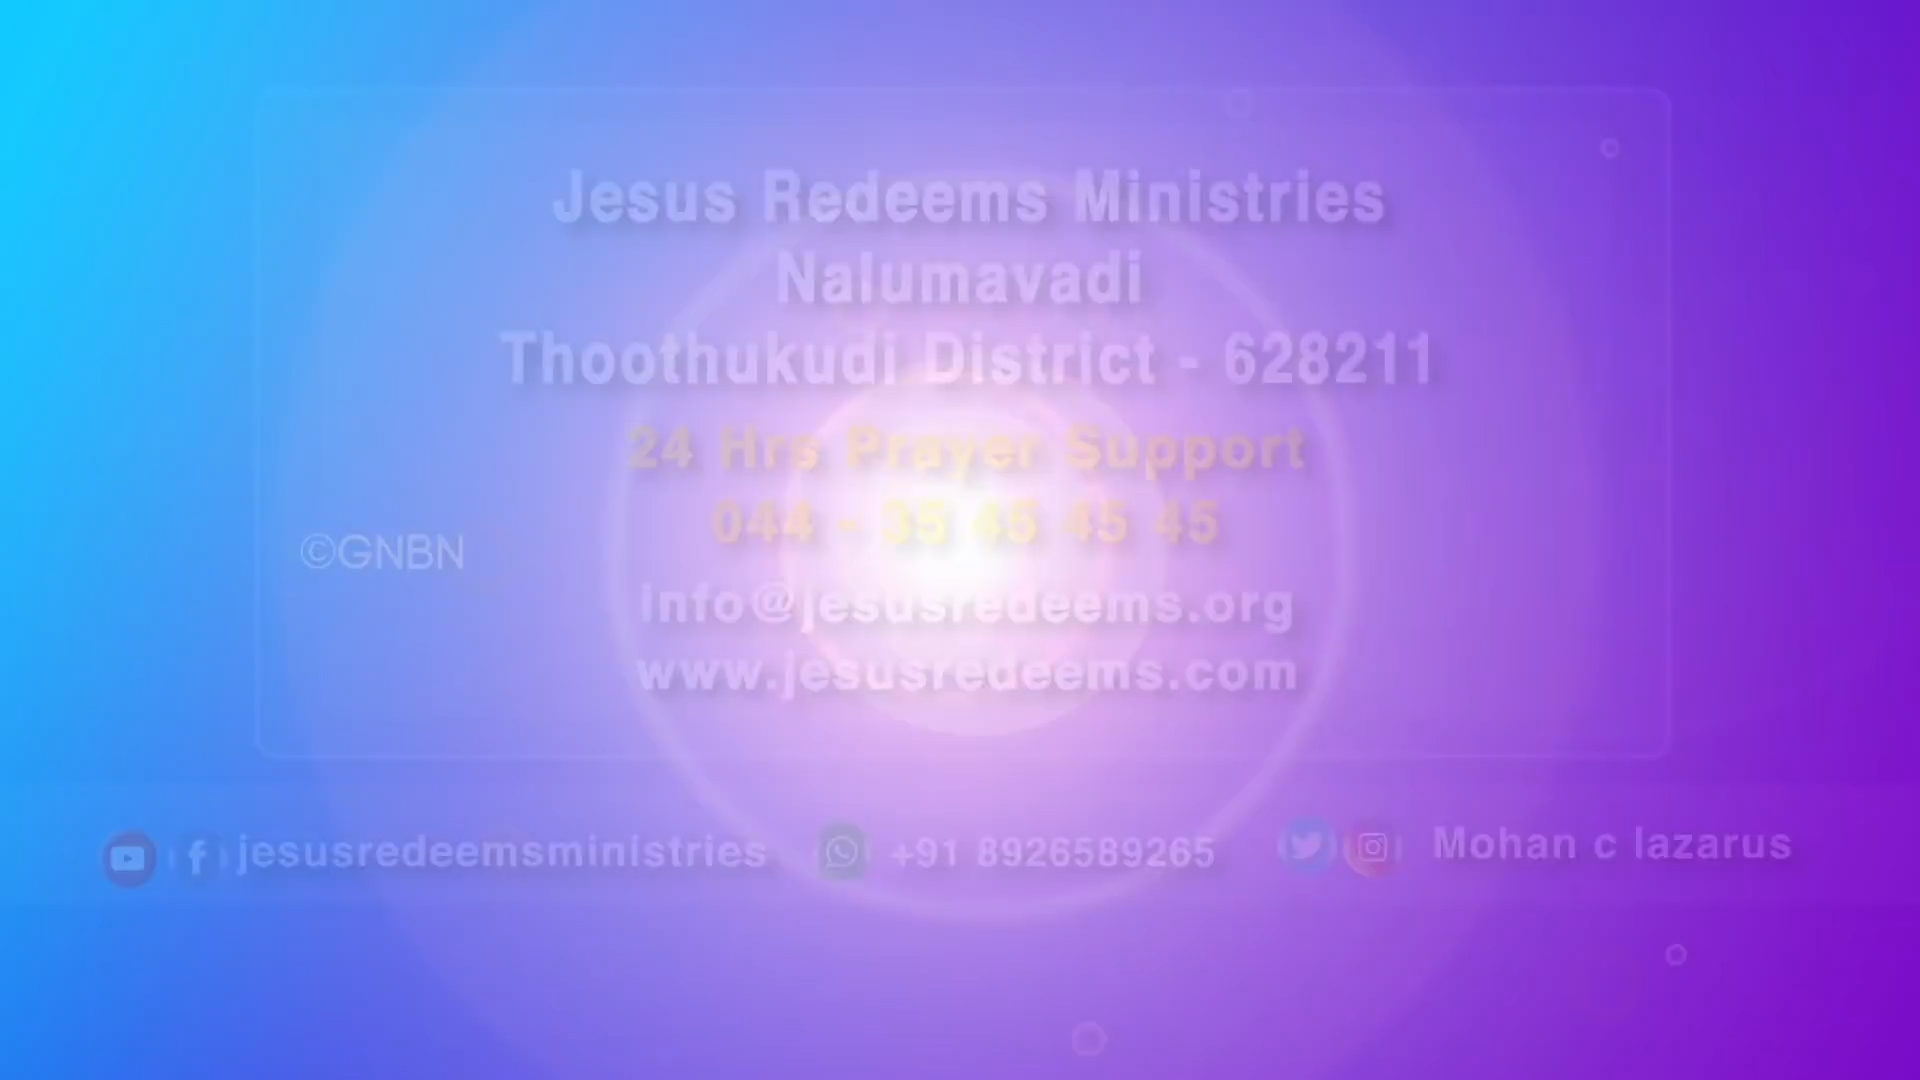 Jesus Redeems Ministries
Nalumavadi
Thoothukudi District - 628211
24 Hrs Prayer Support
044 - 35 45 45 45
©GNBN
info@jesusredeems.org
www.jesusredeems.com
jesusredeemsministries +91 8926589265 Mohan c lazarus